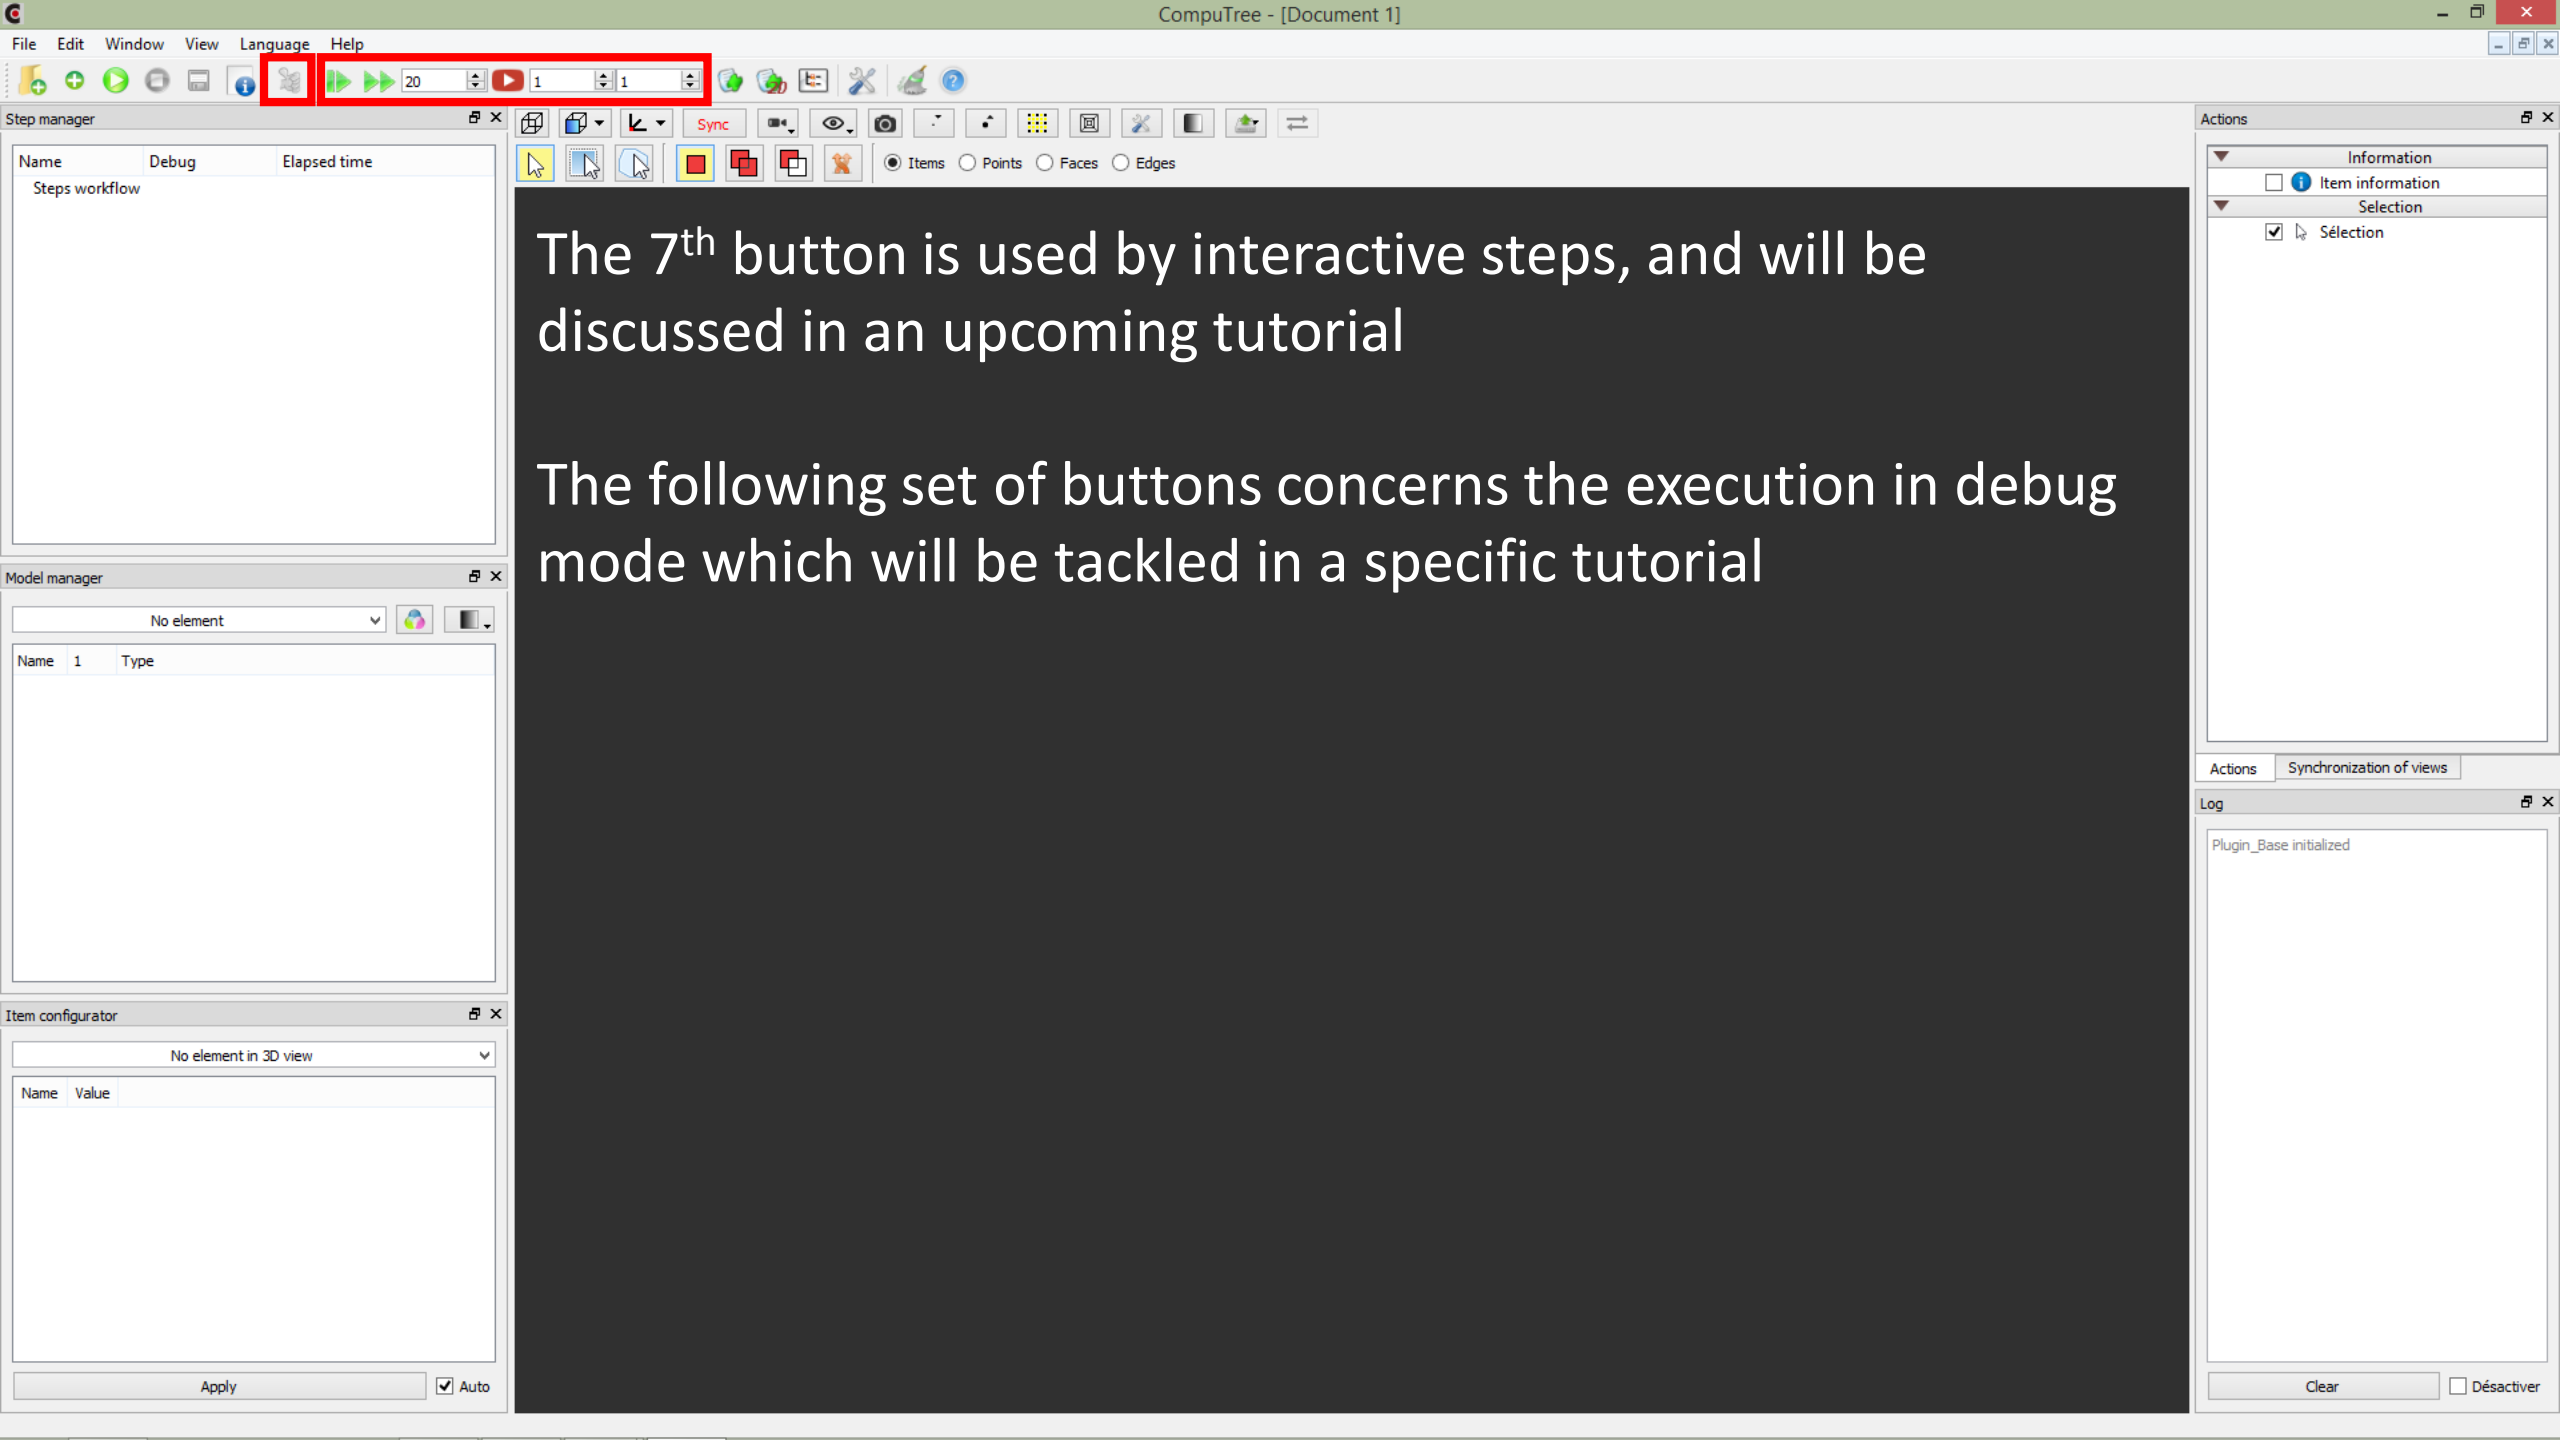 CompuTree - [Document 1]
File Edit Window View Language Help
20 1 1 2D
Step manager
Name Debug Elapsed time
Steps workflow
Sync
Items Points Faces Edges
The 7th button is used by interactive steps, and will be
discussed in an upcoming tutorial
The following set of buttons concerns the execution in debug
mode which will be tackled in a specific tutorial
Model manager
No element
Name 1 Type
Item configurator
No element in 3D view
Name Value
Apply Auto
Actions
Information
Item information
Selection
Sélection
Actions Synchronization of views
Log
Plugin_Base initialized
Clear Désactiver